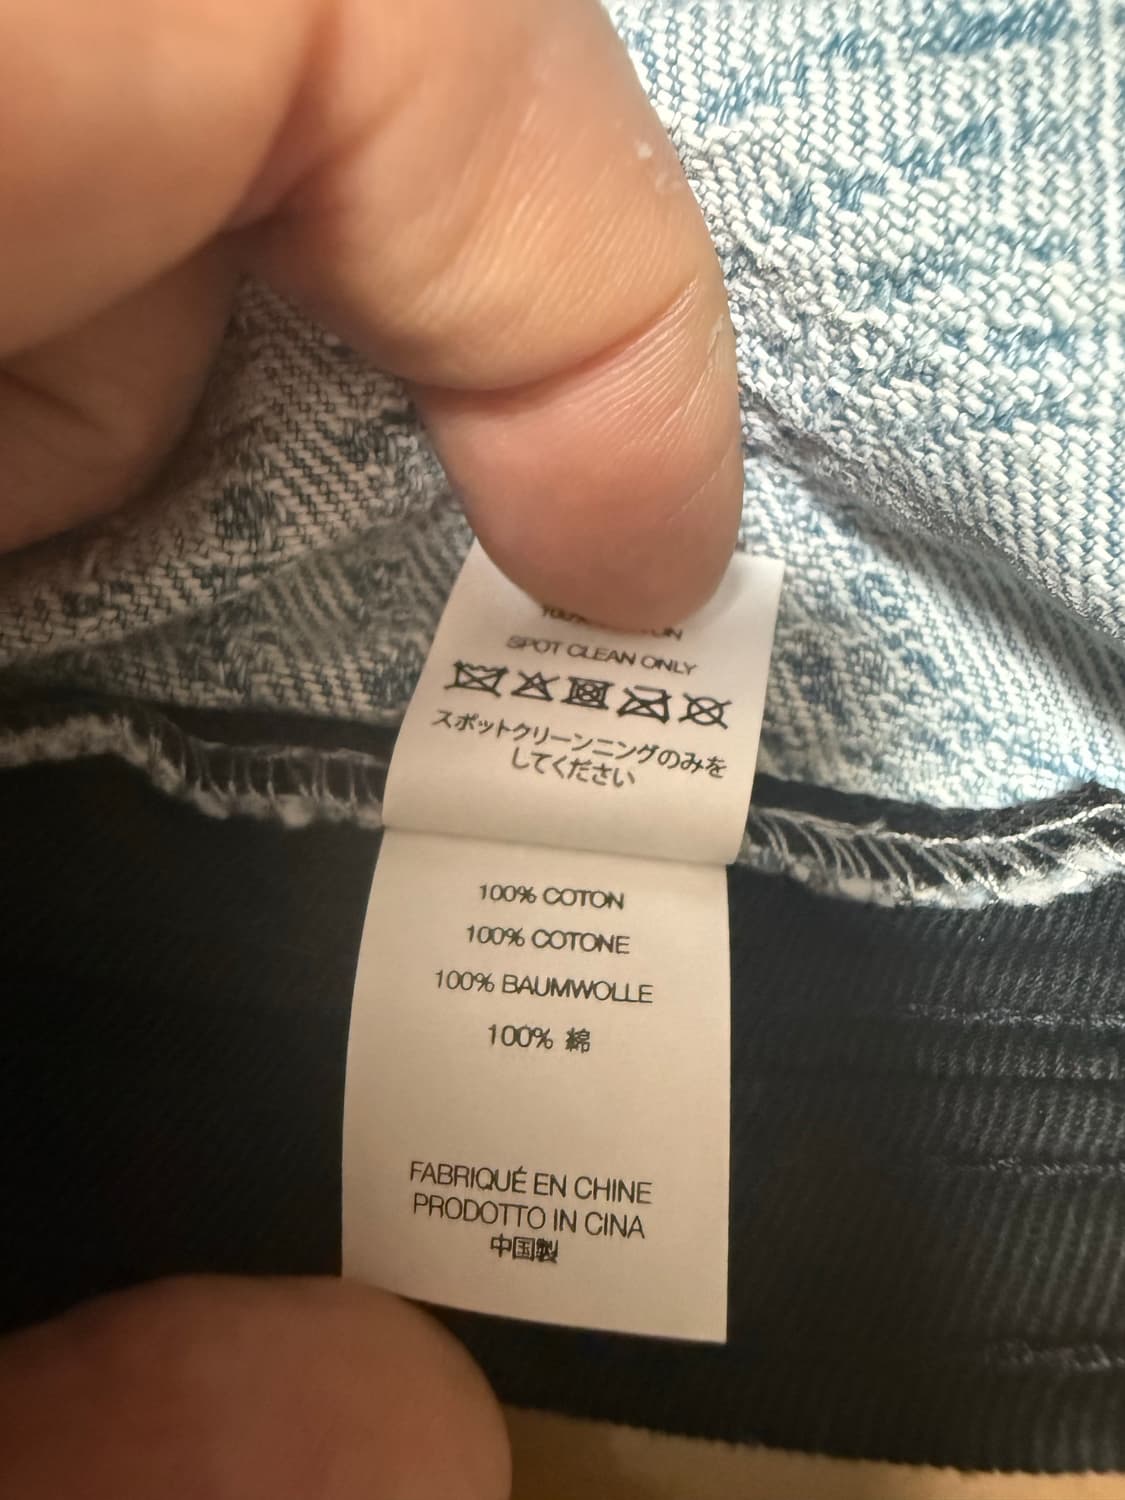 100%
SPOT CLEAN ONLY
スポットクリーンニングのみを
してください
100% COTON
100% COTONE
100% BAUMWOLLE
100% 綿
FABRIQUÉ EN CHINE
PRODOTTO IN CINA
中国製